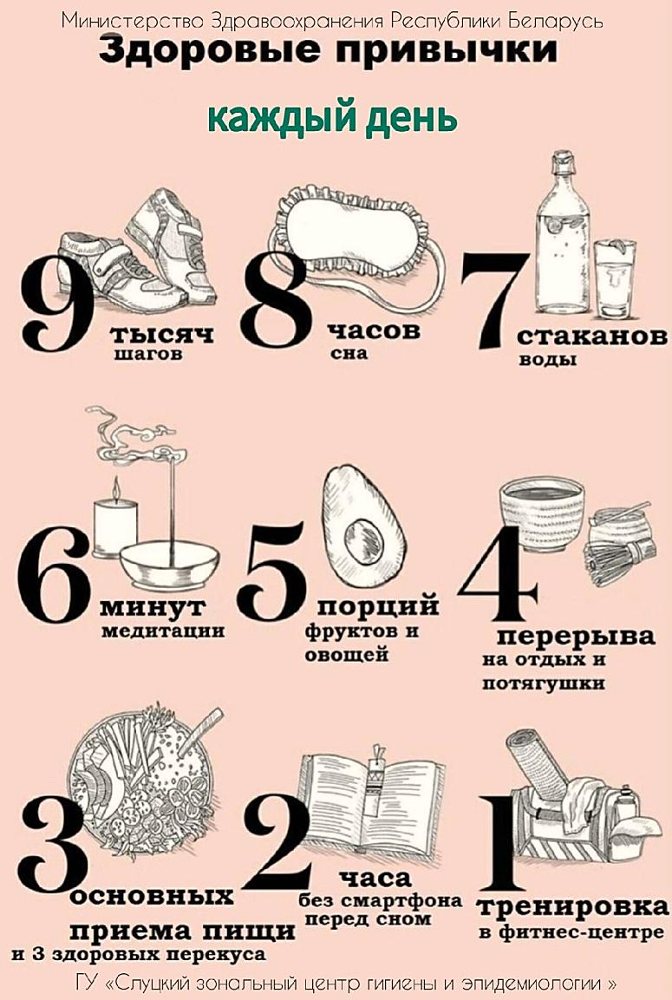 Министерство Здравоохранения Республики Беларусь
Здоровые привычки
каждый день
9 тысяч
шагов
8 часов
сна
7 стаканов
воды
6 минут
медитации
5 порций
фруктов и
овощей
4 перерыва
на отдых и
потягушки
3 основных
приема пищи
и 3 здоровых перекуса
2 часа
без смартфона
перед сном
1 тренировка
в фитнес-центре
ГУ «Слуцкий зональный центр гигиены и эпидемиологии »